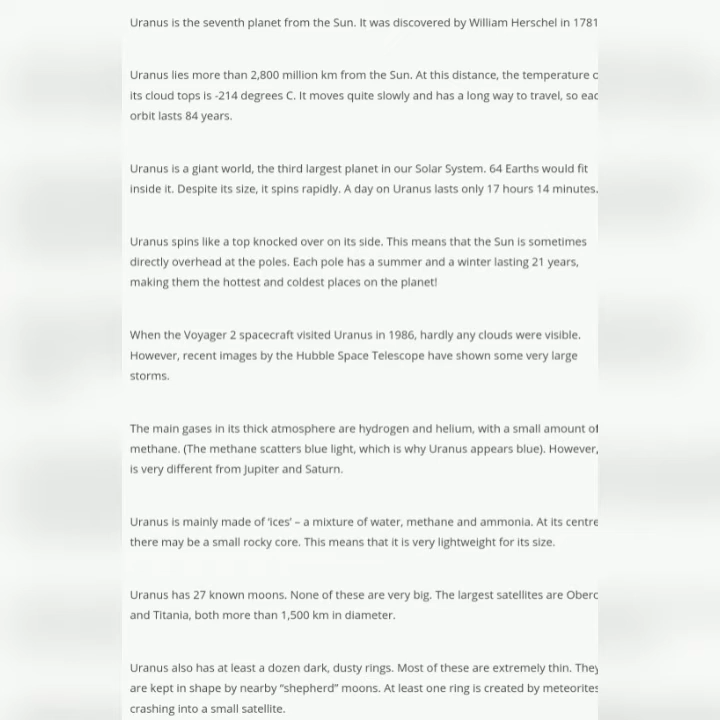 Uranus is the seventh planet from the Sun. It was discovered by William Herschel in 1781
Uranus lies more than 2,800 million km from the Sun. At this distance, the temperature
its cloud tops is -214 degrees C. It moves quite slowly and has a long way to travel, so
orbit lasts 84 years.
Uranus is a giant world, the third largest planet in our Solar System. 64 Earths would fit
inside it. Despite its size, it spins rapidly. A day on Uranus lasts only 17 hours 14 minutes.
Uranus spins like a top knocked over on its side. This means that the Sun is sometimes
directly overhead at the poles. Each pole has a summer and a winter lasting 21 years,
making them the hottest and coldest places on the planet!
When the Voyager 2 spacecraft visited Uranus in 1986, hardly any clouds were visible.
However, recent images by the Hubble Space Telescope have shown some very large
storms.
The main gases in its thick atmosphere are hydrogen and helium, with a small amount of
methane. (The methane scatters blue light, which is why Uranus appears blue). However,
is very different from Jupiter and Saturn.
Uranus is mainly made of ‘ices’ – a mixture of water, methane and ammonia. At its centre
there may be a small rocky core. This means that it is very lightweight for its size.
Uranus has 27 known moons. None of these are very big. The largest satellites are
and Titania, both more than 1,500 km in diameter.
Uranus also has at least a dozen dark, dusty rings. Most of these are extremely thin. They
are kept in shape by nearby “shepherd” moons. At least one ring is created by meteorites
crashing into a small satellite.